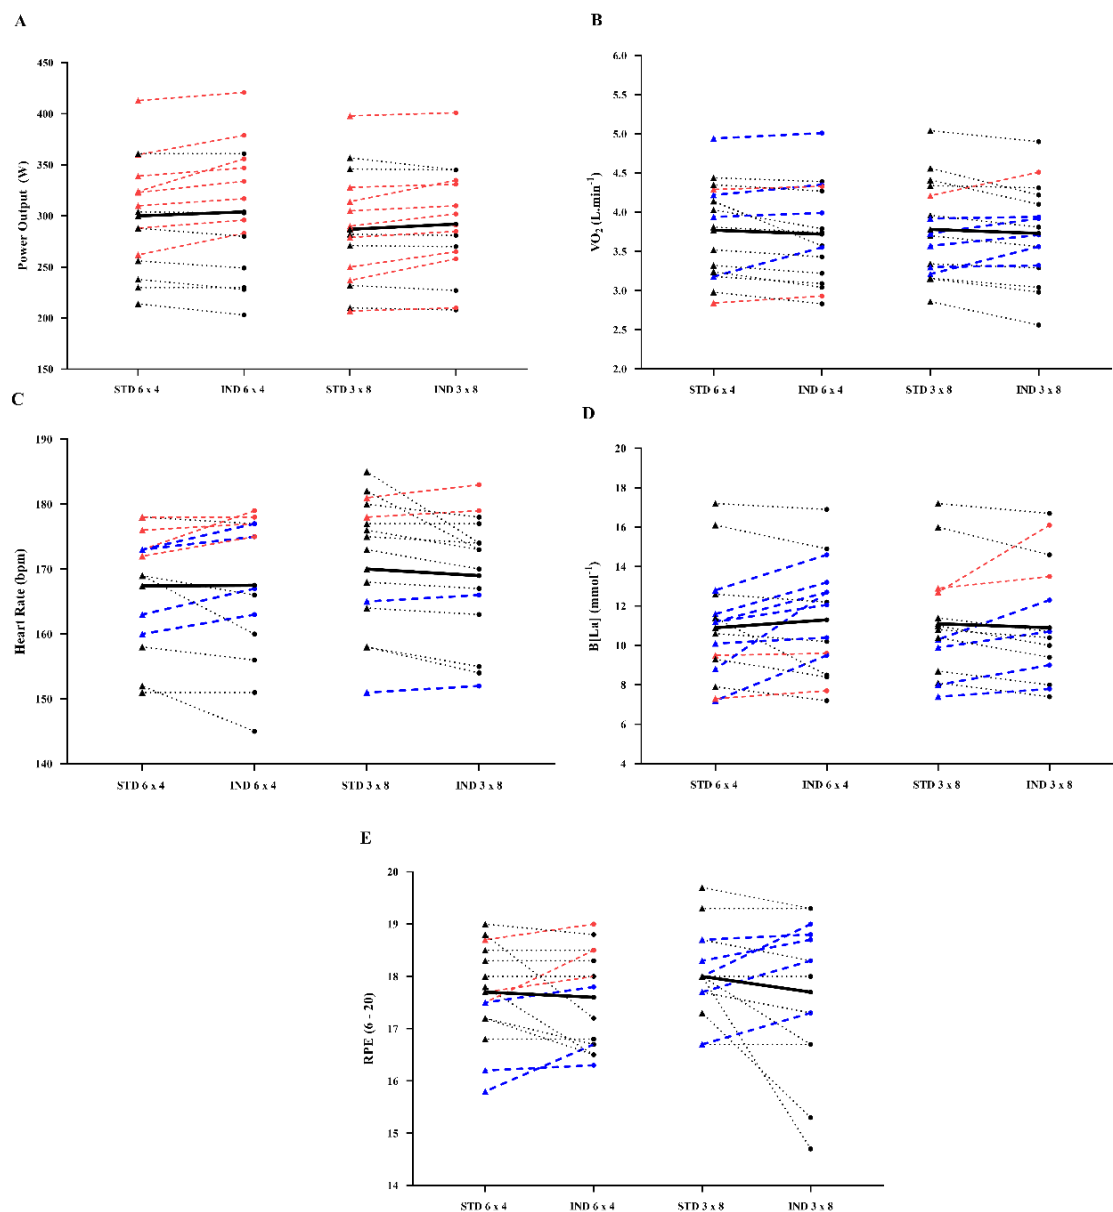 A
B
450
400
350
300
250
200
150
Power Output (W)
STD 6 x 4
IND 6 x 4
STD 3 x 8
IND 3 x 8
6.0
5.5
5.0
4.5
4.0
3.5
3.0
2.5
2.0
VO₂ (L.min⁻¹)
STD 6 x 4
IND 6 x 4
STD 3 x 8
IND 3 x 8
C
D
190
180
170
160
150
140
Heart Rate (bpm)
STD 6 x 4
IND 6 x 4
STD 3 x 8
IND 3 x 8
20
18
16
14
12
10
8
6
4
B[La] (mmol⁻¹)
STD 6 x 4
IND 6 x 4
STD 3 x 8
IND 3 x 8
E
20
19
18
17
16
15
14
RPE (6 - 20)
STD 6 x 4
IND 6 x 4
STD 3 x 8
IND 3 x 8